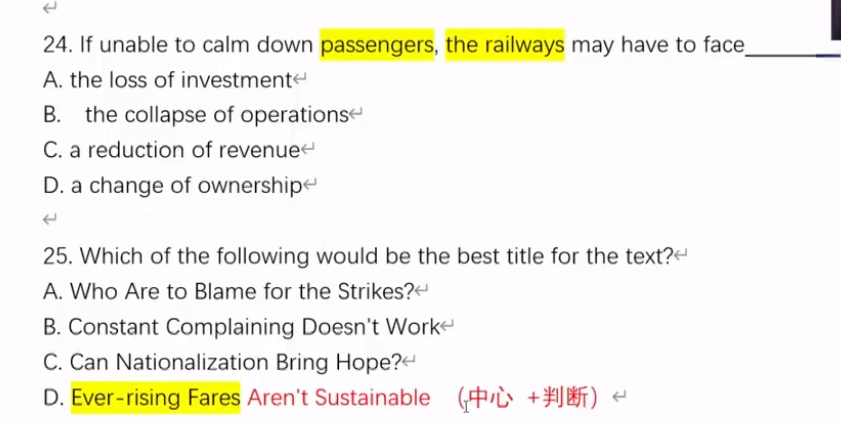 24. If unable to calm down passengers, the railways may have to face________
A. the loss of investment
B. the collapse of operations
C. a reduction of revenue
D. a change of ownership
25. Which of the following would be the best title for the text?
A. Who Are to Blame for the Strikes?
B. Constant Complaining Doesn't Work
C. Can Nationalization Bring Hope?
D. Ever-rising Fares Aren't Sustainable （中心 +判断）